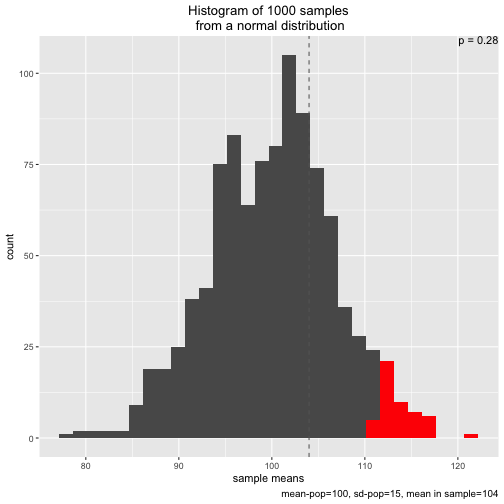 Histogram of 1000 samples
from a normal distribution
p = 0.28
100
75
50
25
0
count
80
90
100
110
120
sample means
mean-pop=100, sd-pop=15, mean in sample=104